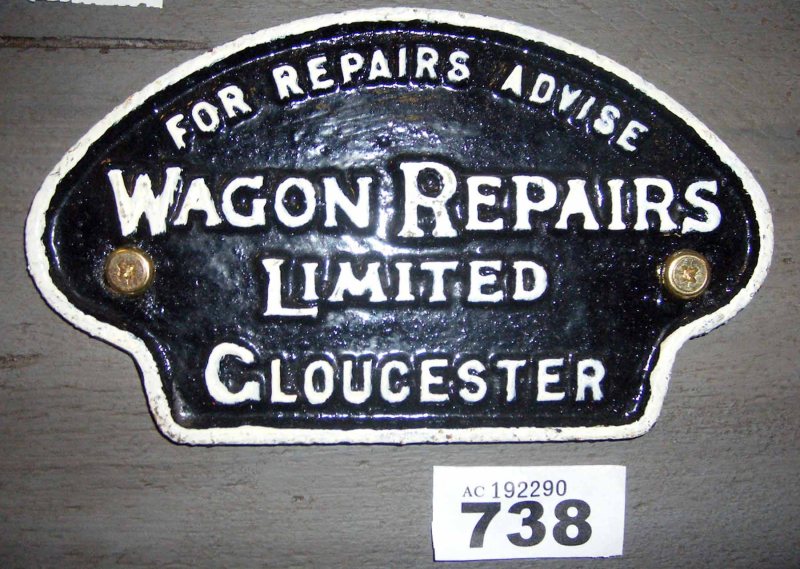 FOR REPAIRS ADVISE
WAGON REPAIRS
LIMITED
GLOUCESTER
AC 192290
738